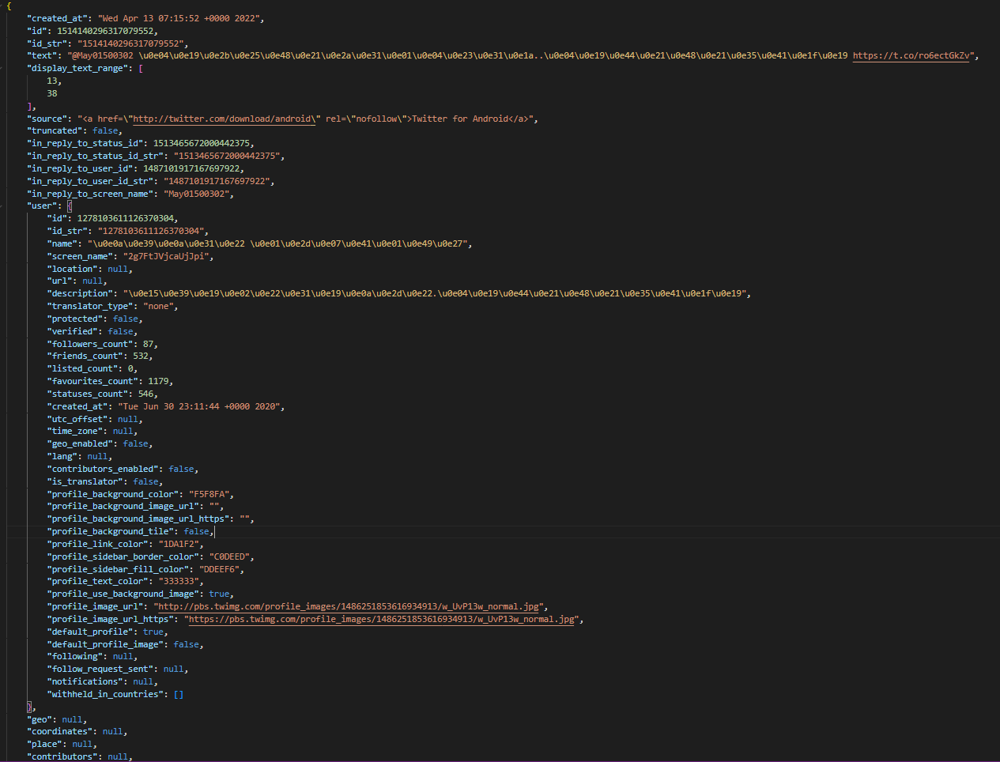 {
"created_at": "Wed Apr 13 07:15:52 +0000 2022",
"id": 1514140296317079552,
"id_str": "1514140296317079552",
"text": "@May01500302 \u0e04\u0e19\u0e2b\u0e25\u0e48\u0e21\u0e2a\u0e31\u0e01\u0e04\u0e23\u0e31\u0e1a..\u0e04\u0e19\u0e44\u0e21\u0e48\u0e21\u0e35\u0e41\u0e1f\u0e19 https://t.co/ro6ectGkZv",
"display_text_range": [
13,
38
],
"source": "<a href=\"http://twitter.com/download/android\" rel=\"nofollow\">Twitter for Android</a>",
"truncated": false,
"in_reply_to_status_id": 1513465672000442375,
"in_reply_to_status_id_str": "1513465672000442375",
"in_reply_to_user_id": 1487101917167697922,
"in_reply_to_user_id_str": "1487101917167697922",
"in_reply_to_screen_name": "May01500302",
"user": {
"id": 1278103611126370304,
"id_str": "1278103611126370304",
"name": "\u0e0a\u0e39\u0e0a\u0e31\u0e22 \u0e01\u0e2d\u0e07\u0e41\u0e01\u0e49\u0e27",
"screen_name": "2g7FtJVjcaUjJpi",
"location": null,
"url": null,
"description": "\u0e15\u0e39\u0e19\u0e02\u0e22\u0e31\u0e19\u0e0a\u0e2d\u0e22.\u0e04\u0e19\u0e44\u0e21\u0e48\u0e21\u0e35\u0e41\u0e1f\u0e19",
"translator_type": "none",
"protected": false,
"verified": false,
"followers_count": 87,
"friends_count": 532,
"listed_count": 0,
"favourites_count": 1179,
"statuses_count": 546,
"created_at": "Tue Jun 30 23:11:44 +0000 2020",
"utc_offset": null,
"time_zone": null,
"geo_enabled": false,
"lang": null,
"contributors_enabled": false,
"is_translator": false,
"profile_background_color": "F5F8FA",
"profile_background_image_url": "",
"profile_background_image_url_https": "",
"profile_background_tile": false,
"profile_link_color": "1DA1F2",
"profile_sidebar_border_color": "C0DEED",
"profile_sidebar_fill_color": "DDEEF6",
"profile_text_color": "333333",
"profile_use_background_image": true,
"profile_image_url": "http://pbs.twimg.com/profile_images/1486251853616934913/w_UvP13w_normal.jpg",
"profile_image_url_https": "https://pbs.twimg.com/profile_images/1486251853616934913/w_UvP13w_normal.jpg",
"default_profile": true,
"default_profile_image": false,
"following": null,
"follow_request_sent": null,
"notifications": null,
"withheld_in_countries": []
},
"geo": null,
"coordinates": null,
"place": null,
"contributors": null,